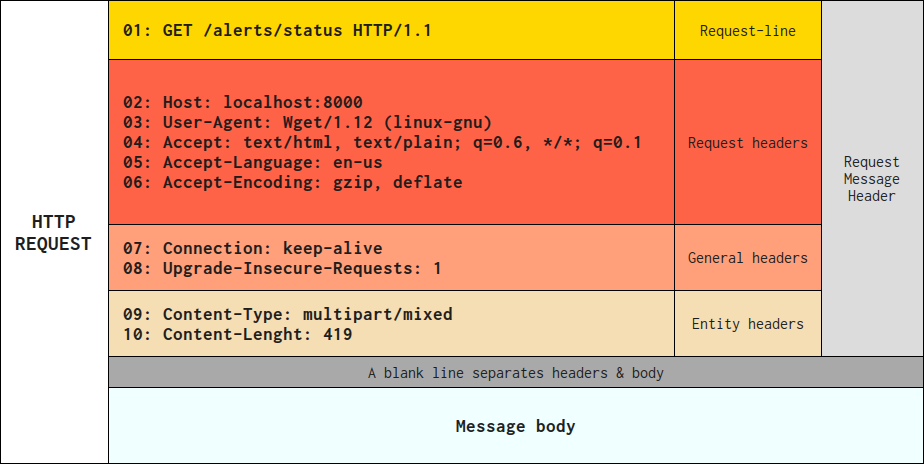 HTTP
REQUEST
01: GET /alerts/status HTTP/1.1
Request-line
02: Host: localhost:8000
03: User-Agent: Wget/1.12 (linux-gnu)
04: Accept: text/html, text/plain; q=0.6, */*; q=0.1
05: Accept-Language: en-us
06: Accept-Encoding: gzip, deflate
Request headers
07: Connection: keep-alive
08: Upgrade-Insecure-Requests: 1
General headers
09: Content-Type: multipart/mixed
10: Content-Lenght: 419
Entity headers
Request
Message
Header
A blank line separates headers & body
Message body